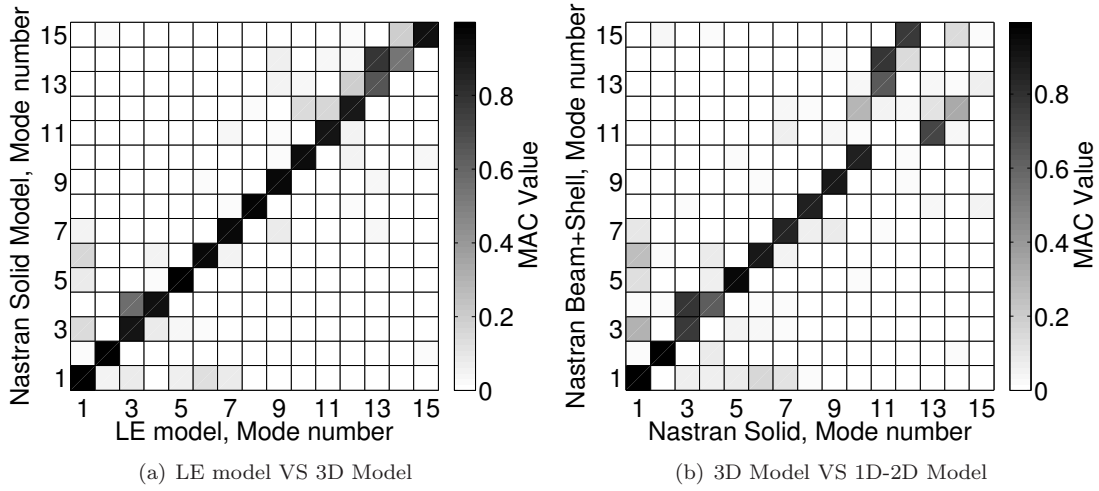 Nastran Solid Model, Mode number
15
13
11
9
7
5
3
1
1 3 5 7 9 11 13 15
LE model, Mode number
0.8
0.6
0.4
0.2
0
MAC Value
(a) LE model VS 3D Model
Nastran Beam+Shell, Mode number
15
13
11
9
7
5
3
1
1 3 5 7 9 11 13 15
Nastran Solid, Mode number
0.8
0.6
0.4
0.2
0
MAC Value
(b) 3D Model VS 1D-2D Model